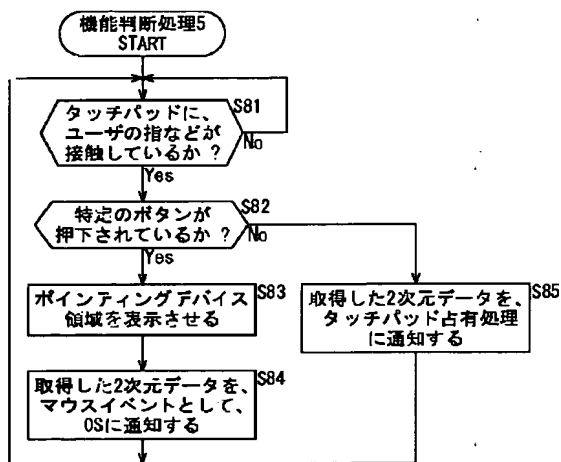 機能判断処理5
START
タッチパッドに、
ユーザの指などが
接触しているか ?
S81
No
Yes
特定のボタンが
押下されているか ?
S82
No
Yes
ポインティングデバイス
領域を表示させる
S83
取得した2次元データを、
タッチパッド占有処理
に通知する
S85
取得した2次元データを、
マウスイベントとして、
OSに通知する
S84